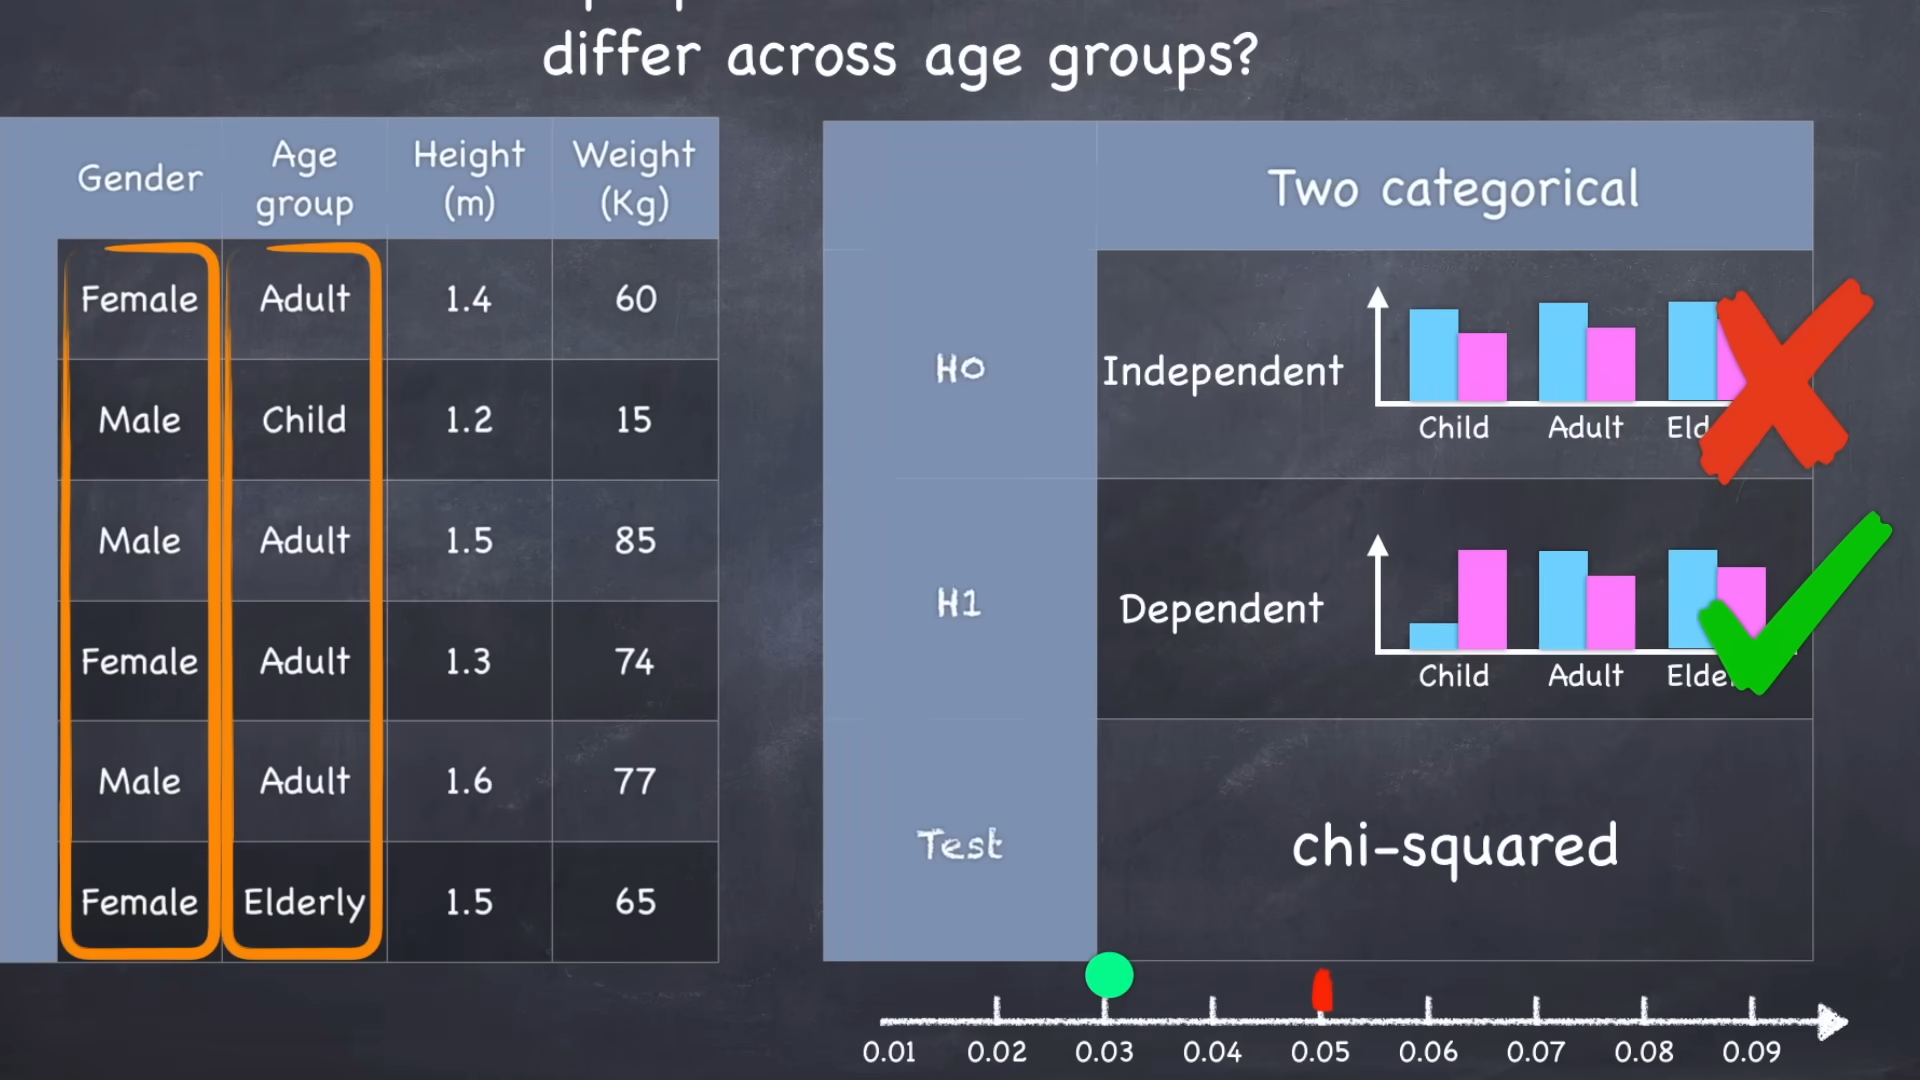 differ across age groups?
Gender Age group Height (m) Weight (Kg)
Female Adult 1.4 60
Male Child 1.2 15
Male Adult 1.5 85
Female Adult 1.3 74
Male Adult 1.6 77
Female Elderly 1.5 65
Two categorical
H0 Independent
Child Adult
H1 Dependent
Child Adult
Test chi-squared
0.01 0.02 0.03 0.04 0.05 0.06 0.07 0.08 0.09